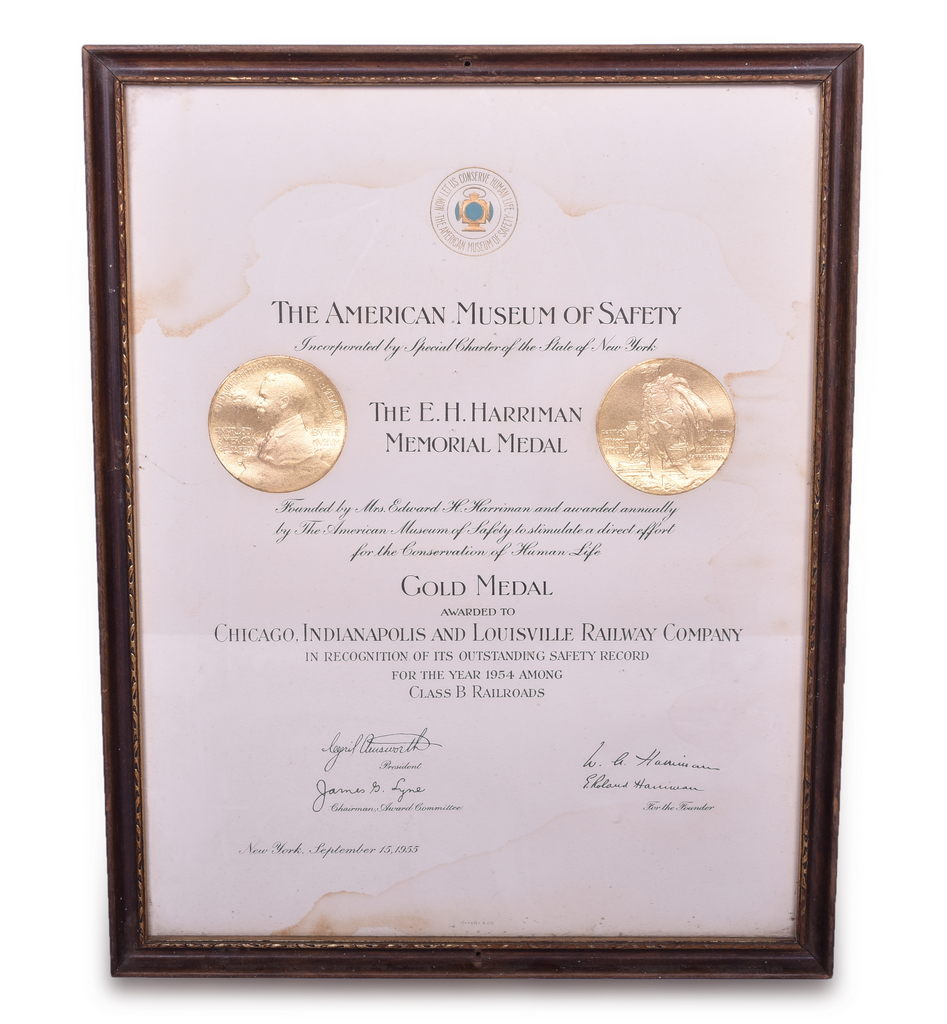 NOW LET US CONSERVE HUMAN LIFE
THE AMERICAN MUSEUM OF SAFETY
THE AMERICAN MUSEUM OF SAFETY
Incorporated by Special Charter of the State of New York
THE E. H. HARRIMAN
MEMORIAL MEDAL
Founded by Mrs. Edward H. Harriman and awarded annually
by The American Museum of Safety to stimulate a direct effort
for the Conservation of Human Life
GOLD MEDAL
AWARDED TO
CHICAGO, INDIANAPOLIS AND LOUISVILLE RAILWAY COMPANY
IN RECOGNITION OF ITS OUTSTANDING SAFETY RECORD
FOR THE YEAR 1954 AMONG
CLASS B RAILROADS
Cyril Ainsworth
President
James G. Lyne
Chairman, Award Committee
W. A. Harriman
E Roland Harriman
For the Founder
New York, September 15, 1955